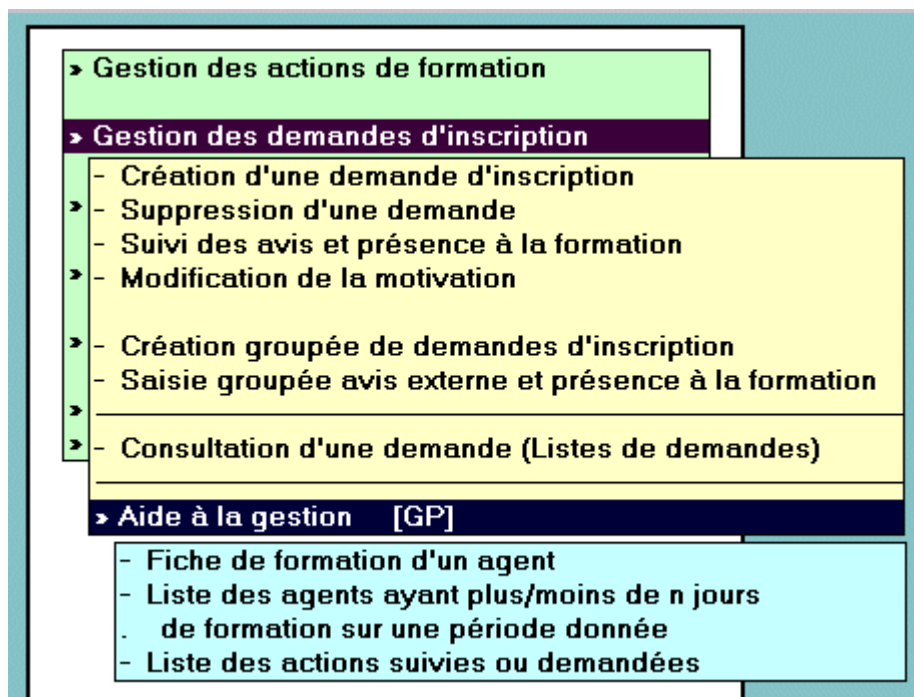 » Gestion des actions de formation
» Gestion des demandes d'inscription
- Création d'une demande d'inscription
» - Suppression d'une demande
- Suivi des avis et présence à la formation
» - Modification de la motivation
» - Création groupée de demandes d'inscription
- Saisie groupée avis externe et présence à la formation
»
» - Consultation d'une demande (Listes de demandes)
» Aide à la gestion [GP]
- Fiche de formation d'un agent
- Liste des agents ayant plus/moins de n jours
. de formation sur une période donnée
- Liste des actions suivies ou demandées